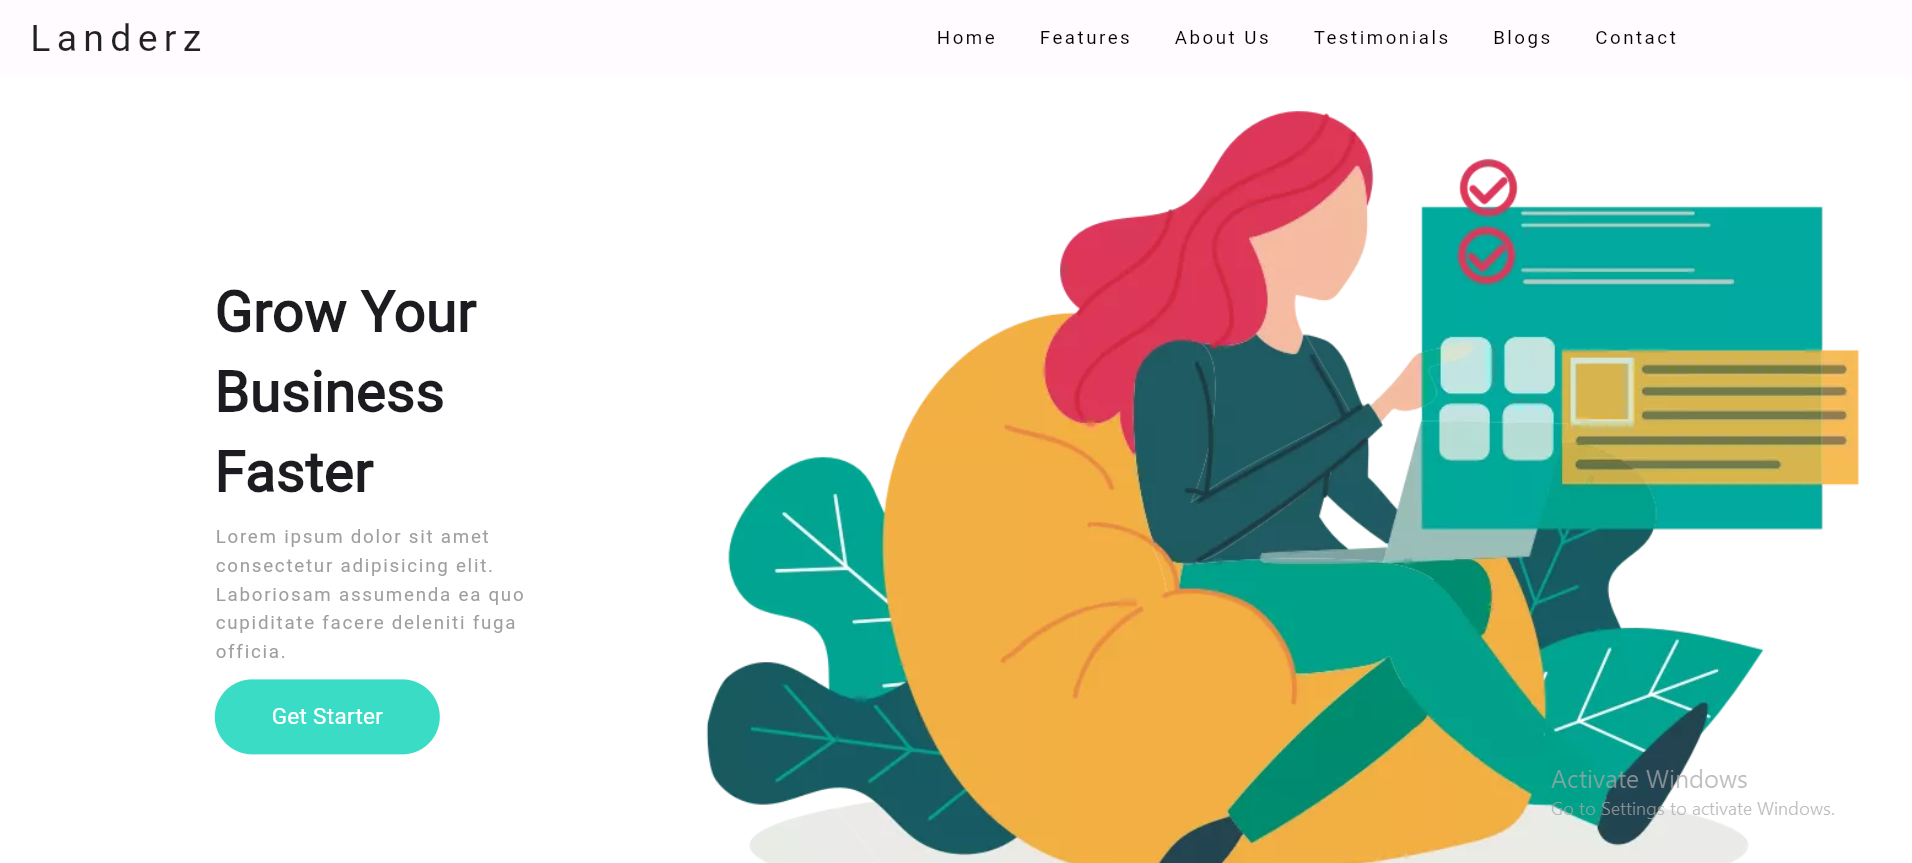 Landerz
Home Features About Us Testimonials Blogs Contact
Grow Your
Business
Faster
Lorem ipsum dolor sit amet
consectetur adipisicing elit.
Laboriosam assumenda ea quo
cupiditate facere deleniti fuga
officia.
Get Starter
Activate Windows
Go to Settings to activate Windows.